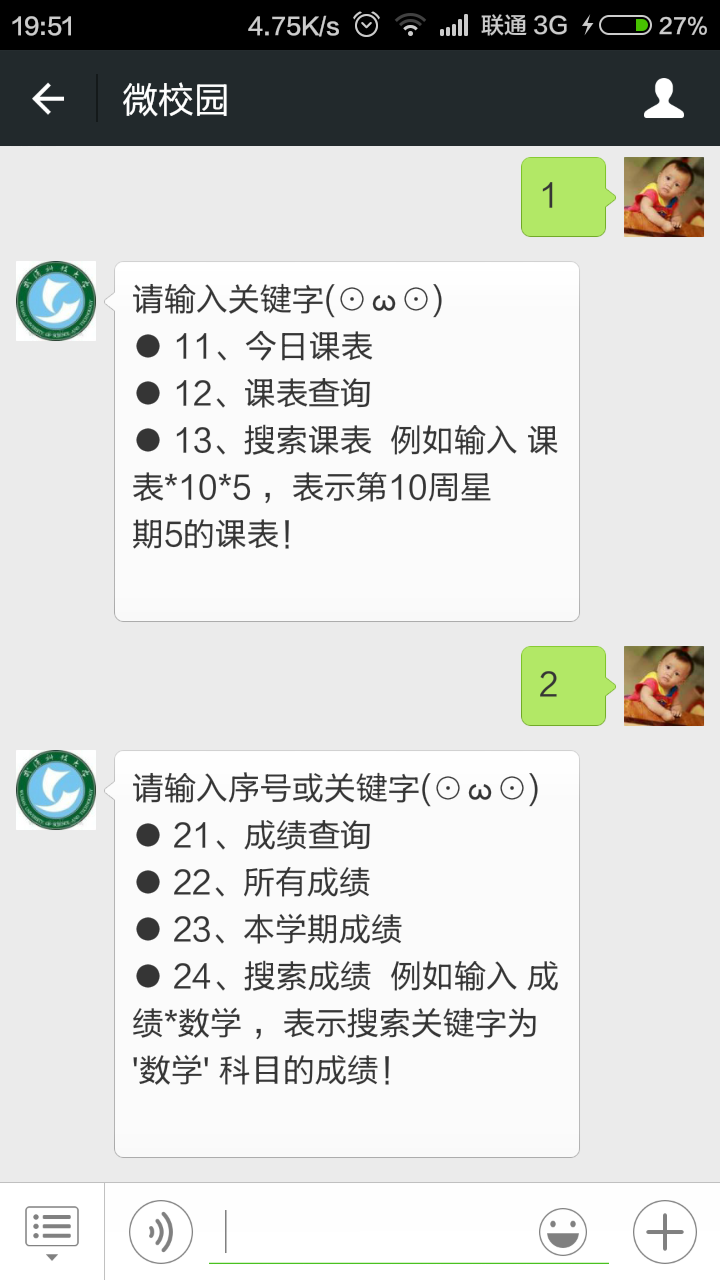 19:51 4.75K/s 联通 3G 27%
微校园
1
请输入关键字(⊙ω⊙)
● 11、今日课表
● 12、课表查询
● 13、搜索课表 例如输入 课
表*10*5 ，表示第10周星
期5的课表!
2
请输入序号或关键字(⊙ω⊙)
● 21、成绩查询
● 22、所有成绩
● 23、本学期成绩
● 24、搜索成绩 例如输入 成
绩*数学 ，表示搜索关键字为
'数学' 科目的成绩!